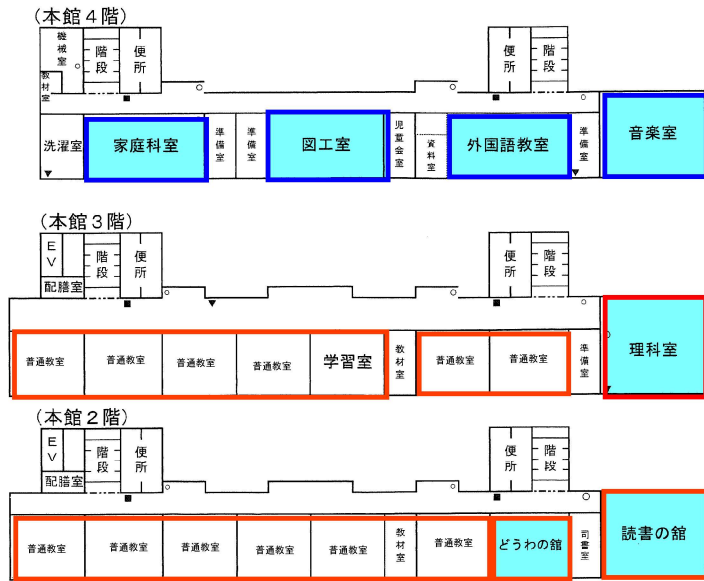 (本館4階)
機械室
階段
便所
便所
階段
教材室
洗濯室
家庭科室
準備室
準備室
図工室
児童会室
資料室
外国語教室
準備室
音楽室
(本館3階)
EV
階段
便所
便所
階段
配膳室
普通教室
普通教室
普通教室
普通教室
学習室
教材室
普通教室
普通教室
準備室
理科室
(本館2階)
EV
階段
便所
便所
階段
配膳室
普通教室
普通教室
普通教室
普通教室
普通教室
教材室
普通教室
どうわの舘
司書室
読書の舘